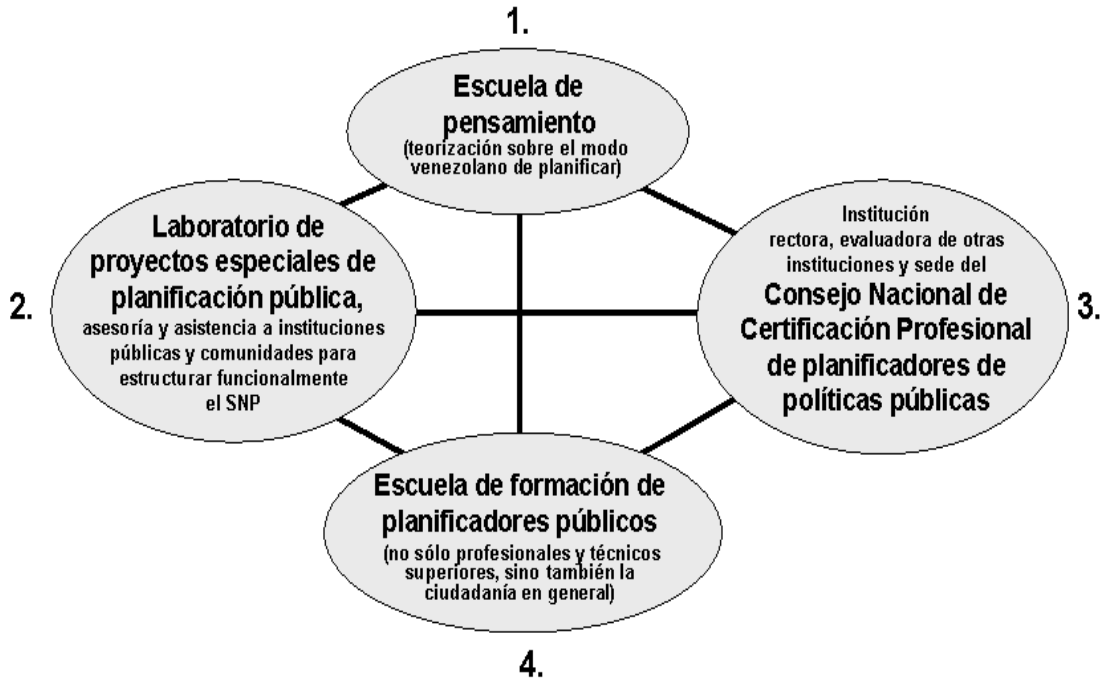 1.
Escuela de
pensamiento
(teorización sobre el modo
venezolano de planificar)
2.
Laboratorio de
proyectos especiales de
planificación pública,
asesoría y asistencia a instituciones
públicas y comunidades para
estructurar funcionalmente
el SNP
Institución
rectora, evaluadora de otras
instituciones y sede del
Consejo Nacional de
Certificación Profesional
de planificadores de
políticas públicas
3.
Escuela de formación de
planificadores públicos
(no sólo profesionales y técnicos
superiores, sino también la
ciudadanía en general)
4.